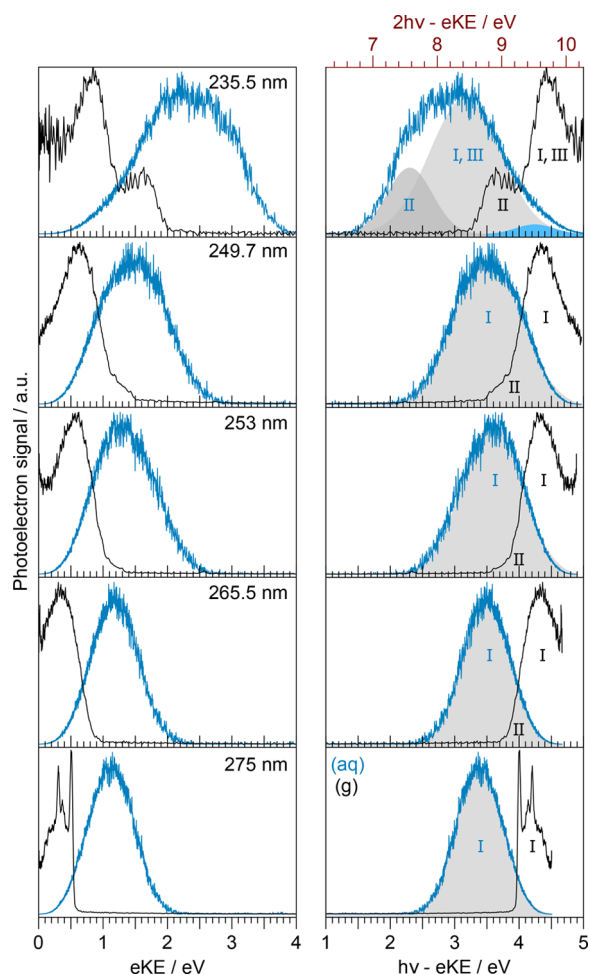 2hv - eKE / eV
7 8 9 10
235.5 nm
I, III
I, III
II
II
249.7 nm
I
I
II
253 nm
I
I
II
265.5 nm
I
I
II
275 nm
(aq)
(g)
I
I
Photoelectron signal / a.u.
0 1 2 3 4
1 2 3 4 5
eKE / eV
hv - eKE / eV